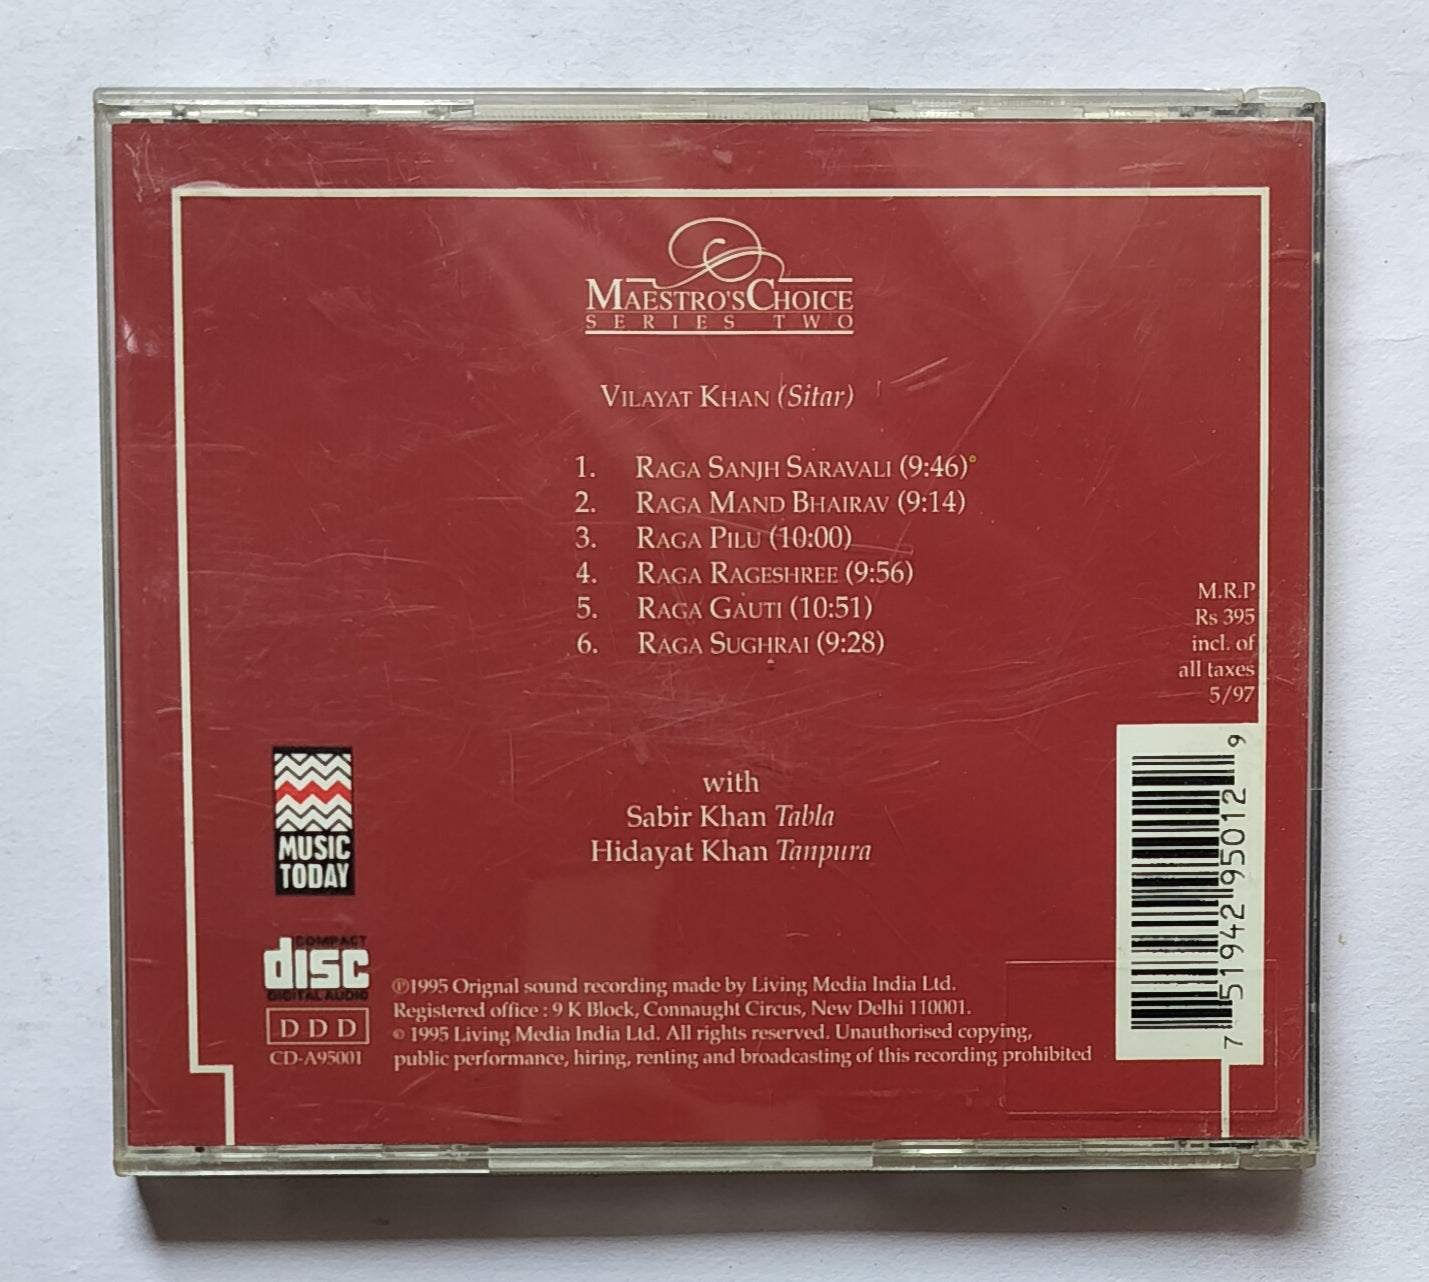 MAESTRO'S CHOICE
SERIES TWO
VILAYAT KHAN (Sitar)
1. RAGA SANJH SARAVALI (9:46)
2. RAGA MAND BHAIRAV (9:14)
3. RAGA PILU (10:00)
4. RAGA RAGESHREE (9:56)
5. RAGA GAUTI (10:51)
6. RAGA SUGHRAI (9:28)
M.R.P
Rs 395
incl. of
all taxes
5/97
with
Sabir Khan Tabla
Hidayat Khan Tanpura
MUSIC
TODAY
COMPACT
disc
DIGITAL AUDIO
DDD
CD-A95001
℗1995 Orignal sound recording made by Living Media India Ltd.
Registered office : 9 K Block, Connaught Circus, New Delhi 110001.
© 1995 Living Media India Ltd. All rights reserved. Unauthorised copying,
public performance, hiring, renting and broadcasting of this recording prohibited
7 51942 95012 9